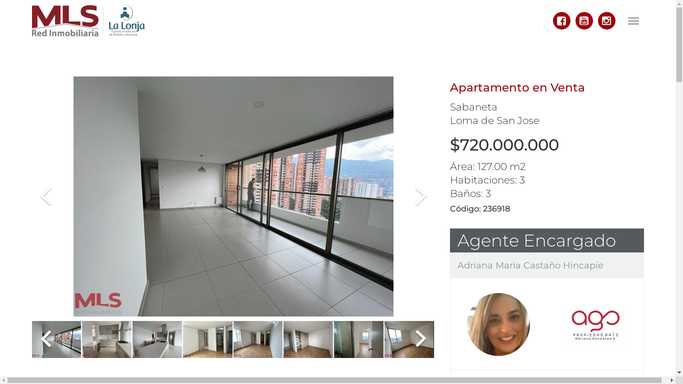 MLS
Red Inmobiliaria
La Lonja
Apartamento en Venta
Sabaneta
Loma de San Jose
$720.000.000
Área: 127.00 m2
Habitaciones: 3
Baños: 3
Código: 236918
Agente Encargado
Adriana Maria Castaño Hincapie
MLS
ago